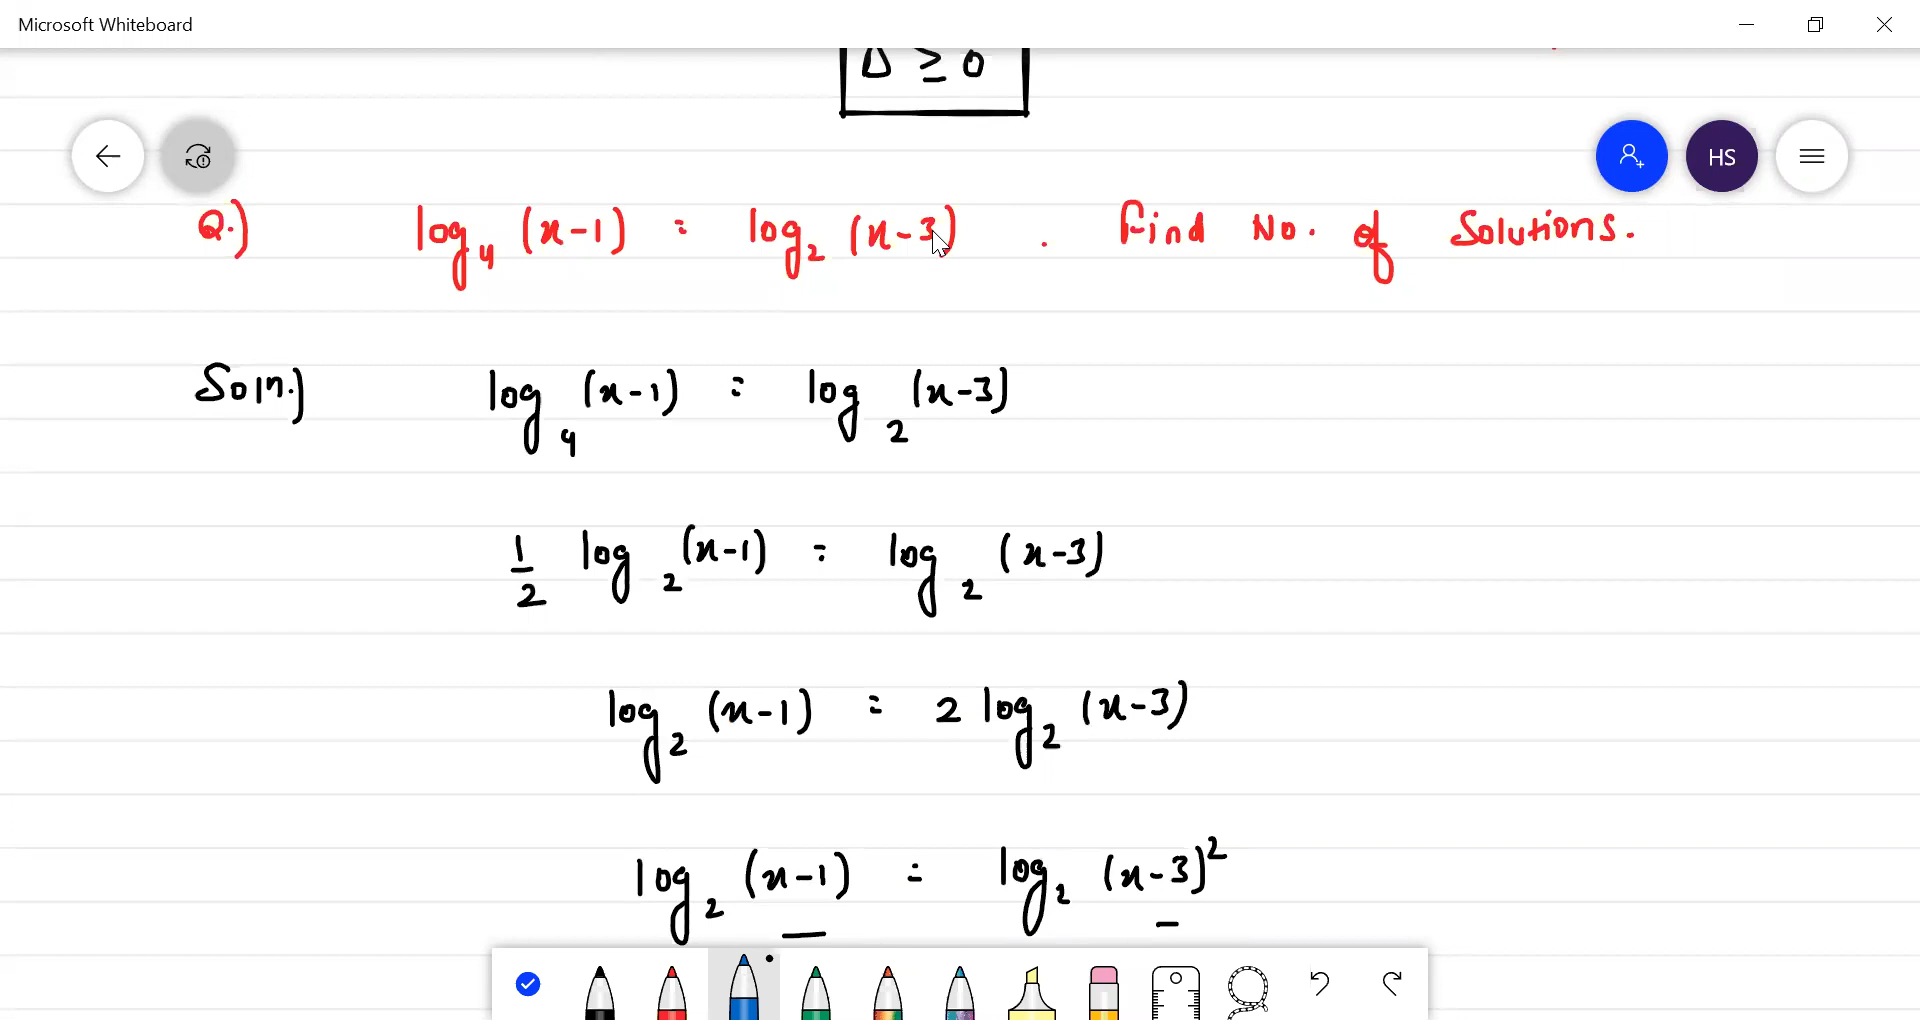 Microsoft Whiteboard
Δ ≥ 0
HS
Q.) log₄ (x-1) = log₂ (x-3) . Find No. of Solutions.
Soln.) log₄ (x-1) = log₂ (x-3)
1/2 log₂ (x-1) = log₂ (x-3)
log₂ (x-1) = 2 log₂ (x-3)
log₂ (x-1) = log₂ (x-3)²